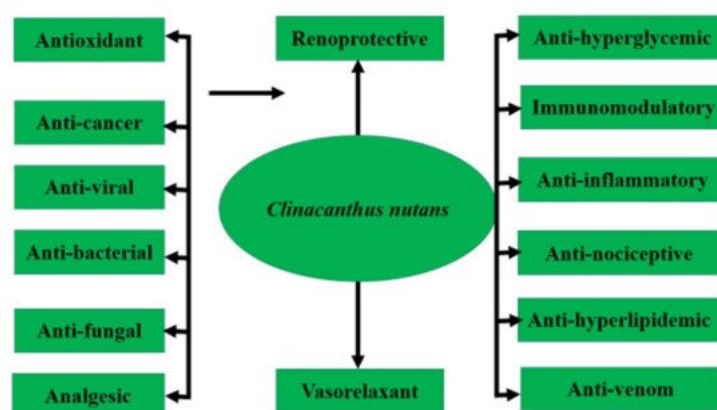 Antioxidant
Anti-cancer
Anti-viral
Anti-bacterial
Anti-fungal
Analgesic
Renoprotective
Clinacanthus nutans
Vasorelaxant
Anti-hyperglycemic
Immunomodulatory
Anti-inflammatory
Anti-nociceptive
Anti-hyperlipidemic
Anti-venom